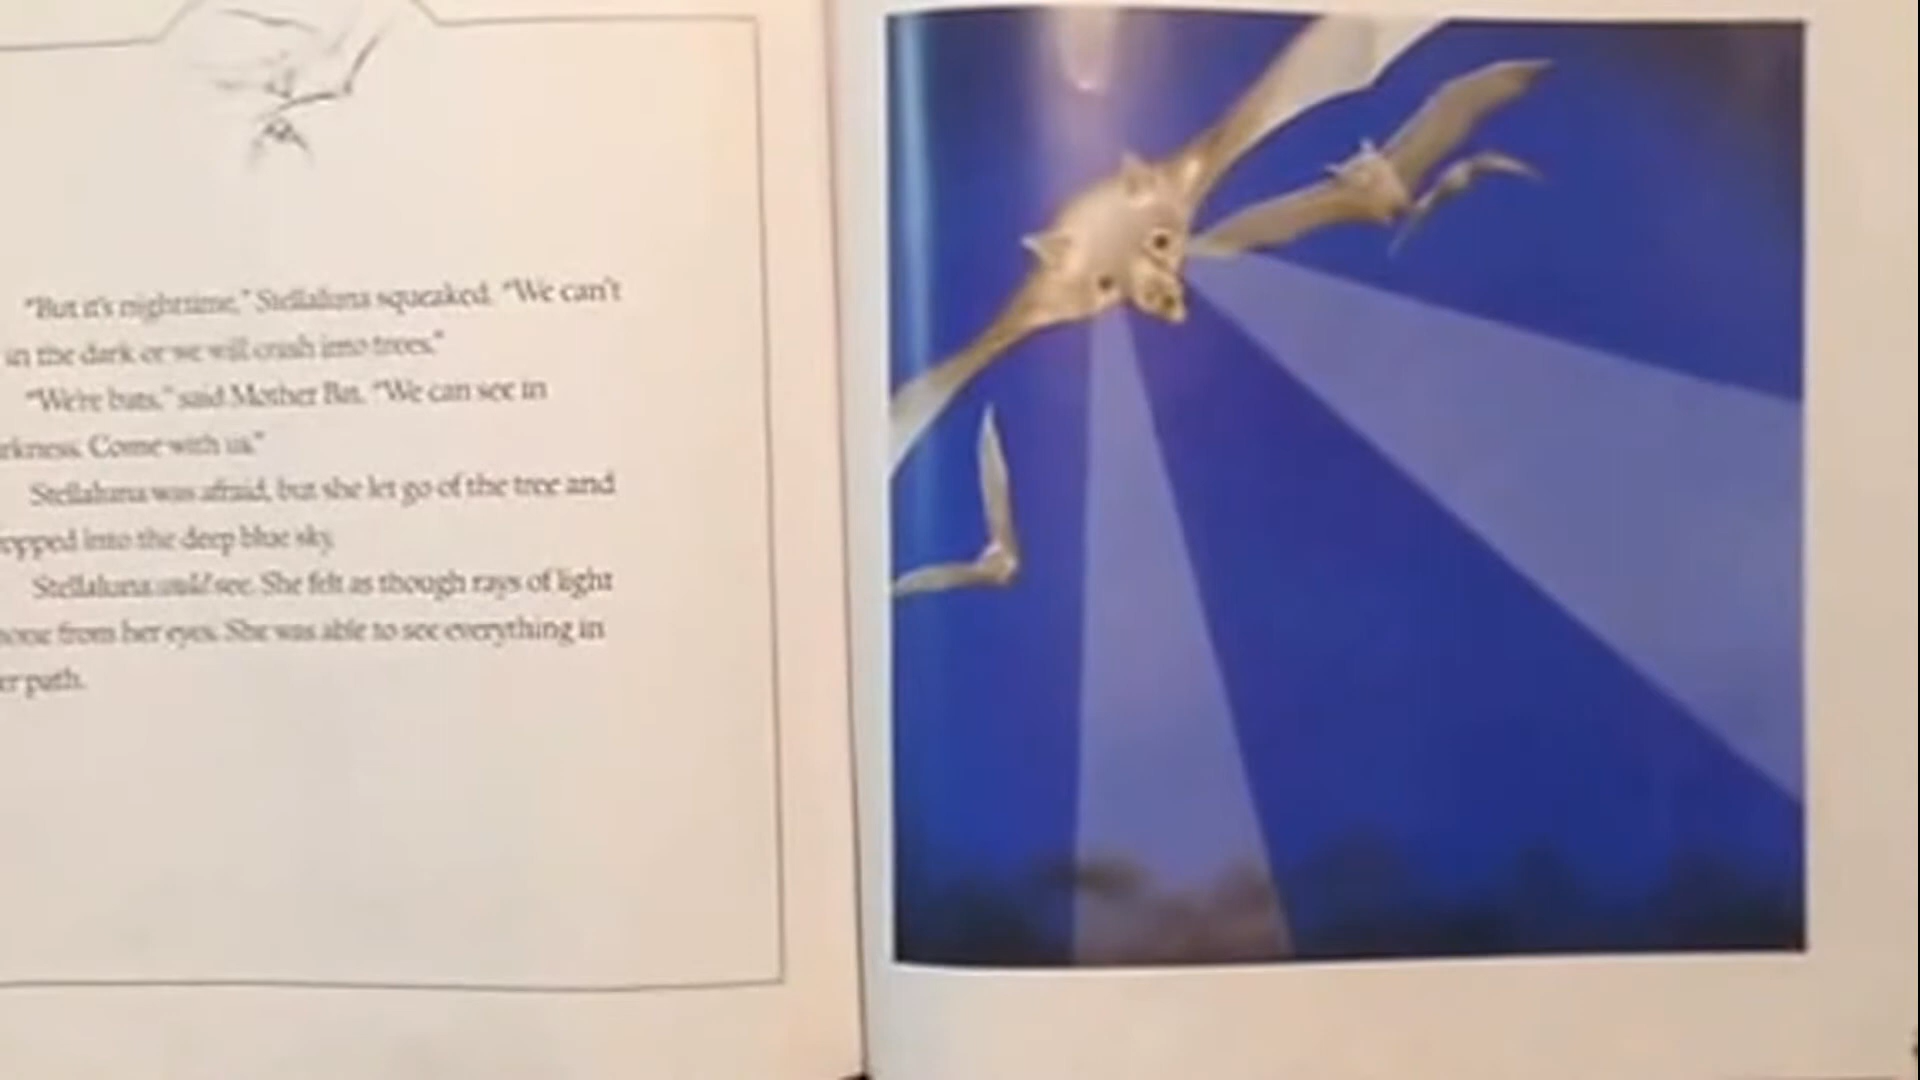 "But it's nighttime," Stellaluna squeaked. "We can't
in the dark or we will crash into trees."
"We're bats," said Mother Bat. "We can see in
rkness. Come with us."
Stellaluna was afraid, but she let go of the tree and
opped into the deep blue sky.
Stellaluna could see. She felt as though rays of light
hone from her eyes. She was able to see everything in
er path.